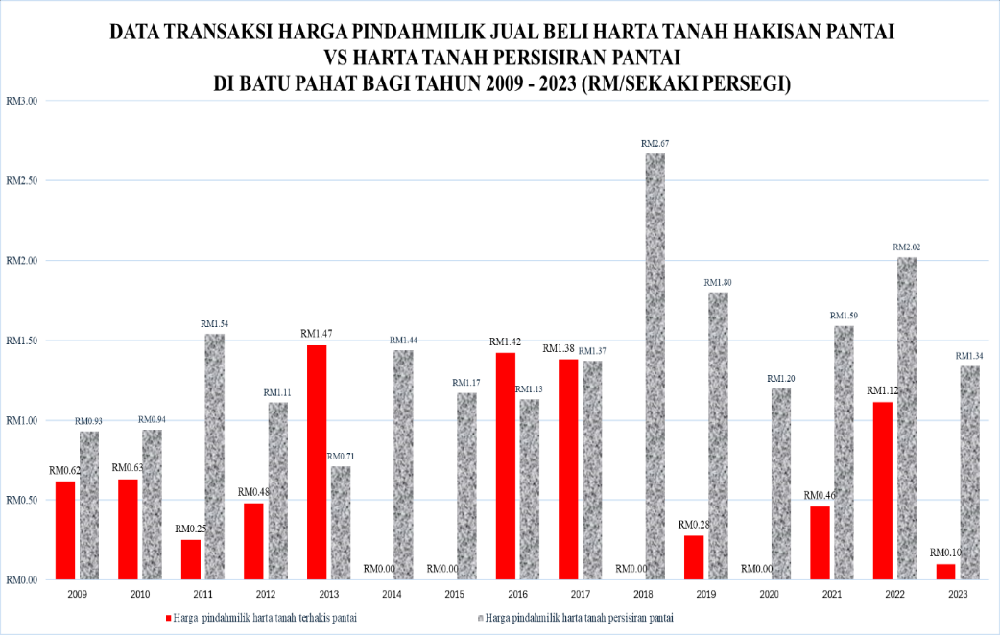 DATA TRANSAKSI HARGA PINDAHMILIK JUAL BELI HARTA TANAH HAKISAN PANTAI
VS HARTA TANAH PERSISIRAN PANTAI
DI BATU PAHAT BAGI TAHUN 2009 - 2023 (RM/SEKAKI PERSEGI)
RM3.00
RM2.50
RM2.00
RM1.50
RM1.00
RM0.50
RM0.00
RM0.62
RM0.93
RM0.63
RM0.94
RM0.25
RM1.54
RM0.48
RM1.11
RM1.47
RM0.71
RM0.00
RM1.44
RM0.00
RM1.17
RM1.42
RM1.13
RM1.38
RM1.37
RM0.00
RM2.67
RM0.28
RM1.80
RM0.00
RM1.20
RM0.46
RM1.59
RM1.12
RM2.02
RM0.10
RM1.34
2009 2010 2011 2012 2013 2014 2015 2016 2017 2018 2019 2020 2021 2022 2023
Harga pindahmilik harta tanah terhakis pantai
Harga pindahmilik harta tanah persisiran pantai